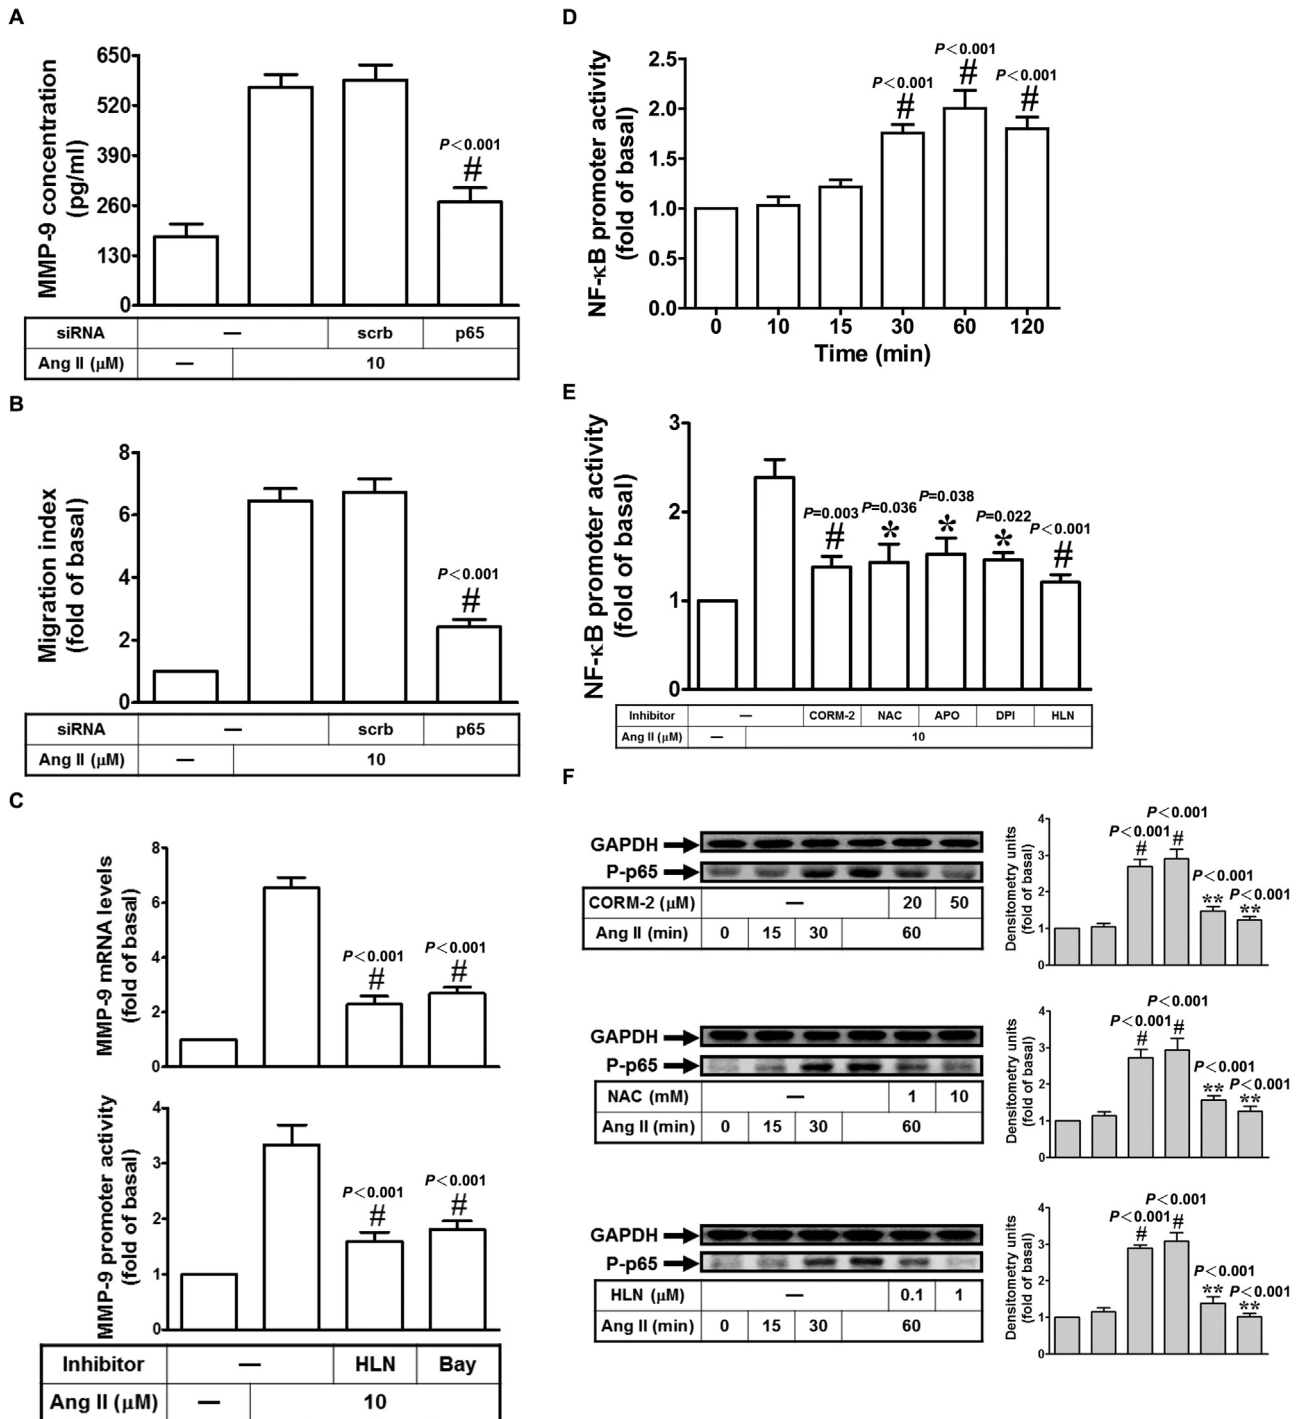 A
MMP-9 concentration
(pg/ml)
650
520
390
260
130
0
P<0.001
#
siRNA — scrb p65
Ang II (μM) — 10
B
Migration index
(fold of basal)
8
6
4
2
0
P<0.001
#
siRNA — scrb p65
Ang II (μM) — 10
C
MMP-9 mRNA levels
(fold of basal)
8
6
4
2
0
P<0.001 P<0.001
# #
MMP-9 promoter activity
(fold of basal)
4
3
2
1
0
P<0.001 P<0.001
# #
Inhibitor — HLN Bay
Ang II (μM) — 10
D
NF-κB promoter activity
(fold of basal)
2.5
2.0
1.5
1.0
0.5
0.0
P<0.001 P<0.001 P<0.001
# # #
0 10 15 30 60 120
Time (min)
E
NF-κB promoter activity
(fold of basal)
3
2
1
0
P=0.003 P=0.036 P=0.038 P=0.022 P<0.001
# * * * #
Inhibitor — CORM-2 NAC APO DPI HLN
Ang II (μM) — 10
F
GAPDH
P-p65
CORM-2 (μM) — 20 50
Ang II (min) 0 15 30 60
Densitometry units
(fold of basal)
4
3
2
1
0
P<0.001 P<0.001 P<0.001 P<0.001
# # ** **
GAPDH
P-p65
NAC (mM) — 1 10
Ang II (min) 0 15 30 60
Densitometry units
(fold of basal)
4
3
2
1
0
P<0.001 P<0.001 P<0.001 P<0.001
# # ** **
GAPDH
P-p65
HLN (μM) — 0.1 1
Ang II (min) 0 15 30 60
Densitometry units
(fold of basal)
4
3
2
1
0
P<0.001 P<0.001 P<0.001 P<0.001
# # ** **